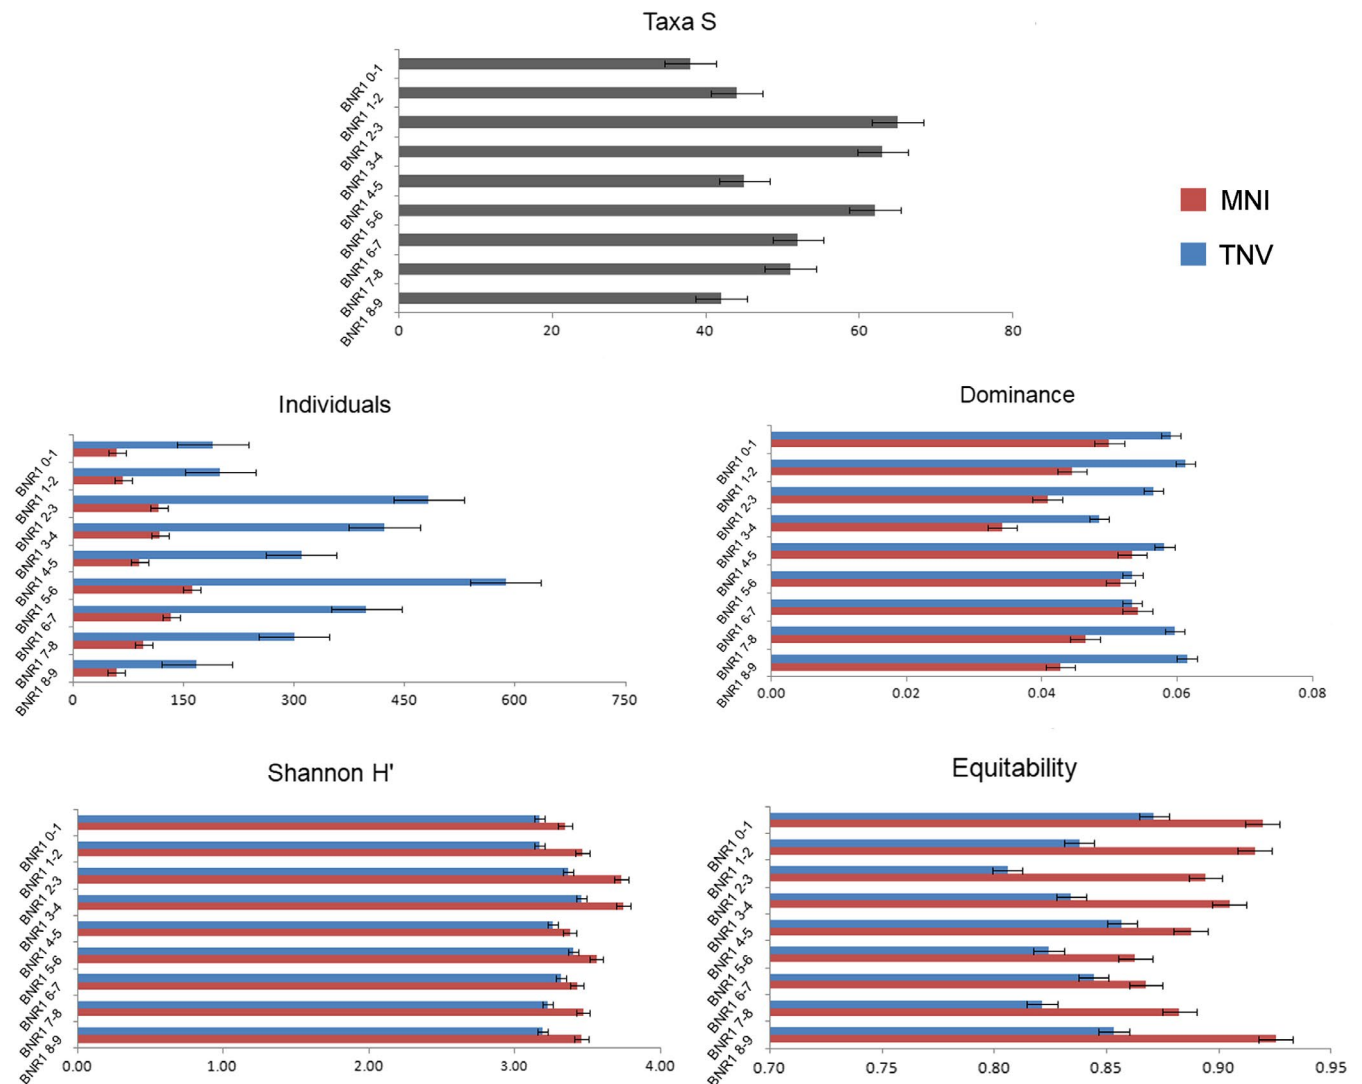 Taxa S
BNR1 0-1
BNR1 1-2
BNR1 2-3
BNR1 3-4
BNR1 4-5
BNR1 5-6
BNR1 6-7
BNR1 7-8
BNR1 8-9
0 20 40 60 80
MNI
TNV
Individuals
BNR1 0-1
BNR1 1-2
BNR1 2-3
BNR1 3-4
BNR1 4-5
BNR1 5-6
BNR1 6-7
BNR1 7-8
BNR1 8-9
0 150 300 450 600 750
Dominance
BNR1 0-1
BNR1 1-2
BNR1 2-3
BNR1 3-4
BNR1 4-5
BNR1 5-6
BNR1 6-7
BNR1 7-8
BNR1 8-9
0.00 0.02 0.04 0.06 0.08
Shannon H'
BNR1 0-1
BNR1 1-2
BNR1 2-3
BNR1 3-4
BNR1 4-5
BNR1 5-6
BNR1 6-7
BNR1 7-8
BNR1 8-9
0.00 1.00 2.00 3.00 4.00
Equitability
BNR1 0-1
BNR1 1-2
BNR1 2-3
BNR1 3-4
BNR1 4-5
BNR1 5-6
BNR1 6-7
BNR1 7-8
BNR1 8-9
0.70 0.75 0.80 0.85 0.90 0.95